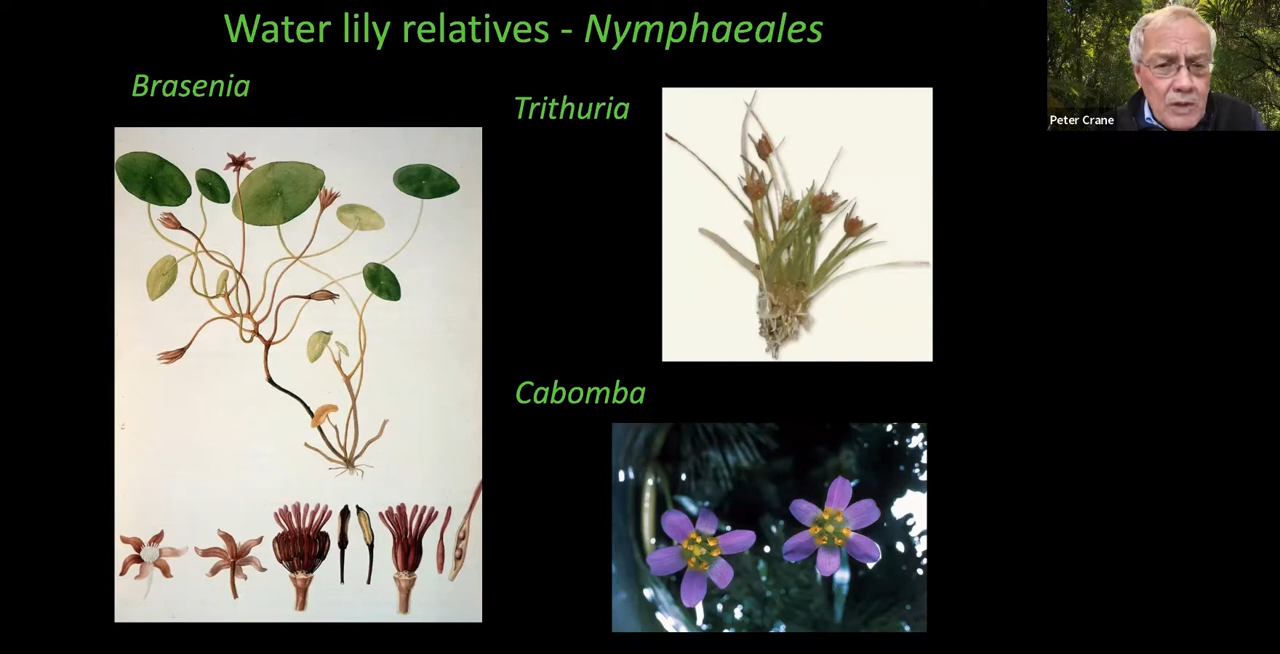 Water lily relatives - Nymphaeales
Brasenia
Trithuria
Cabomba
Peter Crane